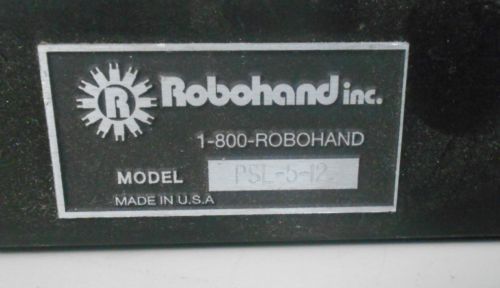 R Robohand inc.
1-800-ROBOHAND
MODEL PSL-5-12
MADE IN U.S.A